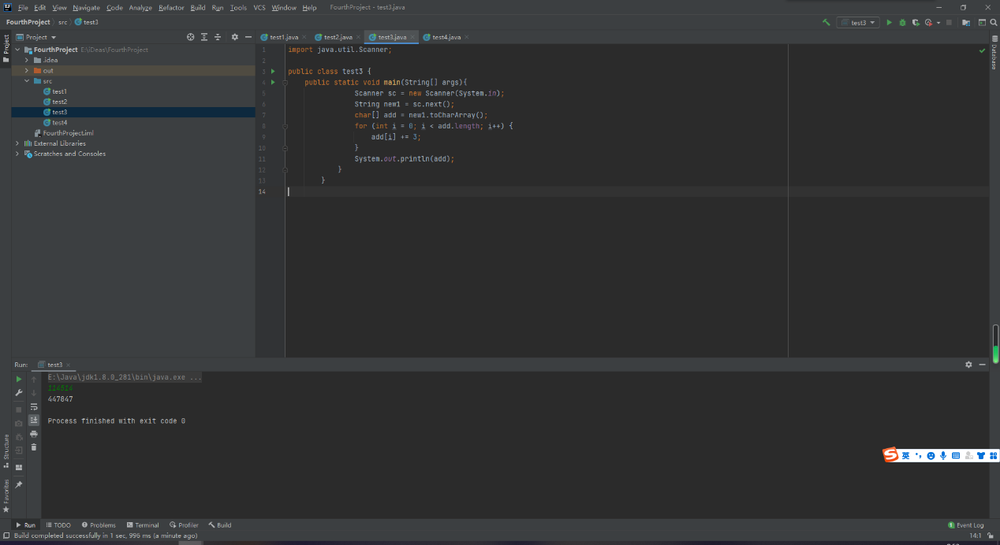 File Edit View Navigate Code Analyze Refactor Build Run Tools VCS Window Help FourthProject - test3.java
FourthProject src test3
test3
Project
Project
test1.java test2.java test3.java test4.java
FourthProject E:\Ideas\FourthProject
.idea
out
src
test1
test2
test3
test4
FourthProject.iml
External Libraries
Scratches and Consoles
1 import java.util.Scanner;
2
3 public class test3 {
4 public static void main(String[] args){
5 Scanner sc = new Scanner(System.in);
6 String new1 = sc.next();
7 char[] add = new1.toCharArray();
8 for (int i = 0; i < add.length; i++) {
9 add[i] += 3;
10 }
11 System.out.println(add);
12 }
13 }
14
Database
Run: test3
E:\Java\jdk1.8.0_281\bin\java.exe ...
114514
447847
Process finished with exit code 0
Structure
Favorites
英
Run TODO Problems Terminal Profiler Build
1 Event Log
Build completed successfully in 1 sec, 996 ms (a minute ago)
14:1